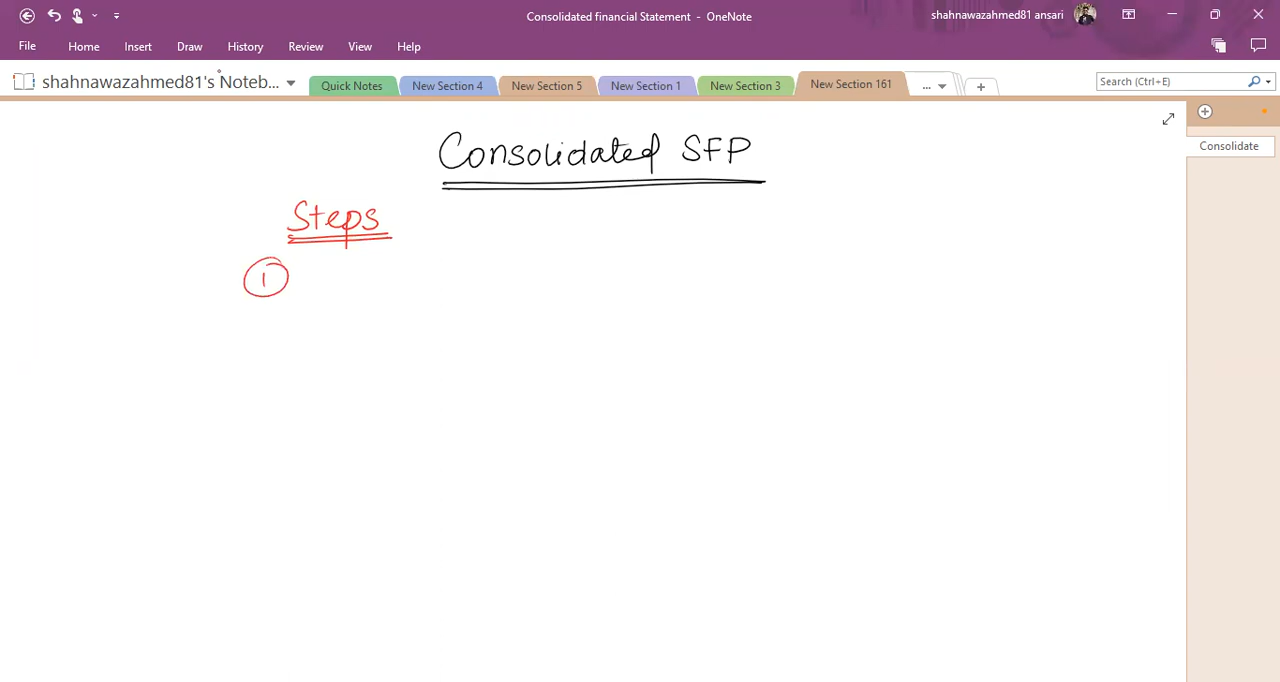 Consolidated financial Statement - OneNote
shahnawazahmed81 ansari
File Home Insert Draw History Review View Help
shahnawazahmed81's Noteb... Quick Notes New Section 4 New Section 5 New Section 1 New Section 3 New Section 161 ... + Search (Ctrl+E)
Consolidate
Consolidated SFP
Steps
1